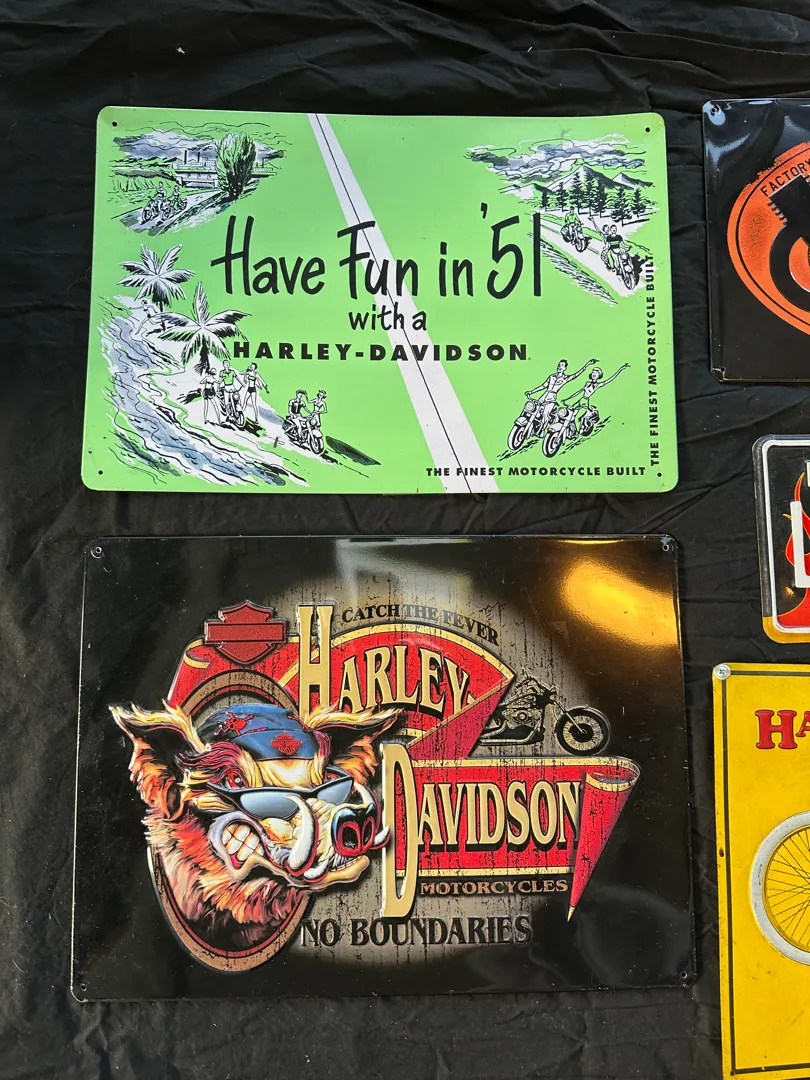 Have Fun in '51
with a
HARLEY-DAVIDSON
THE FINEST MOTORCYCLE BUILT
THE FINEST MOTORCYCLE BUILT
FACTORY
CATCH THE FEVER
HARLEY
DAVIDSON
MOTORCYCLES
NO BOUNDARIES
HA